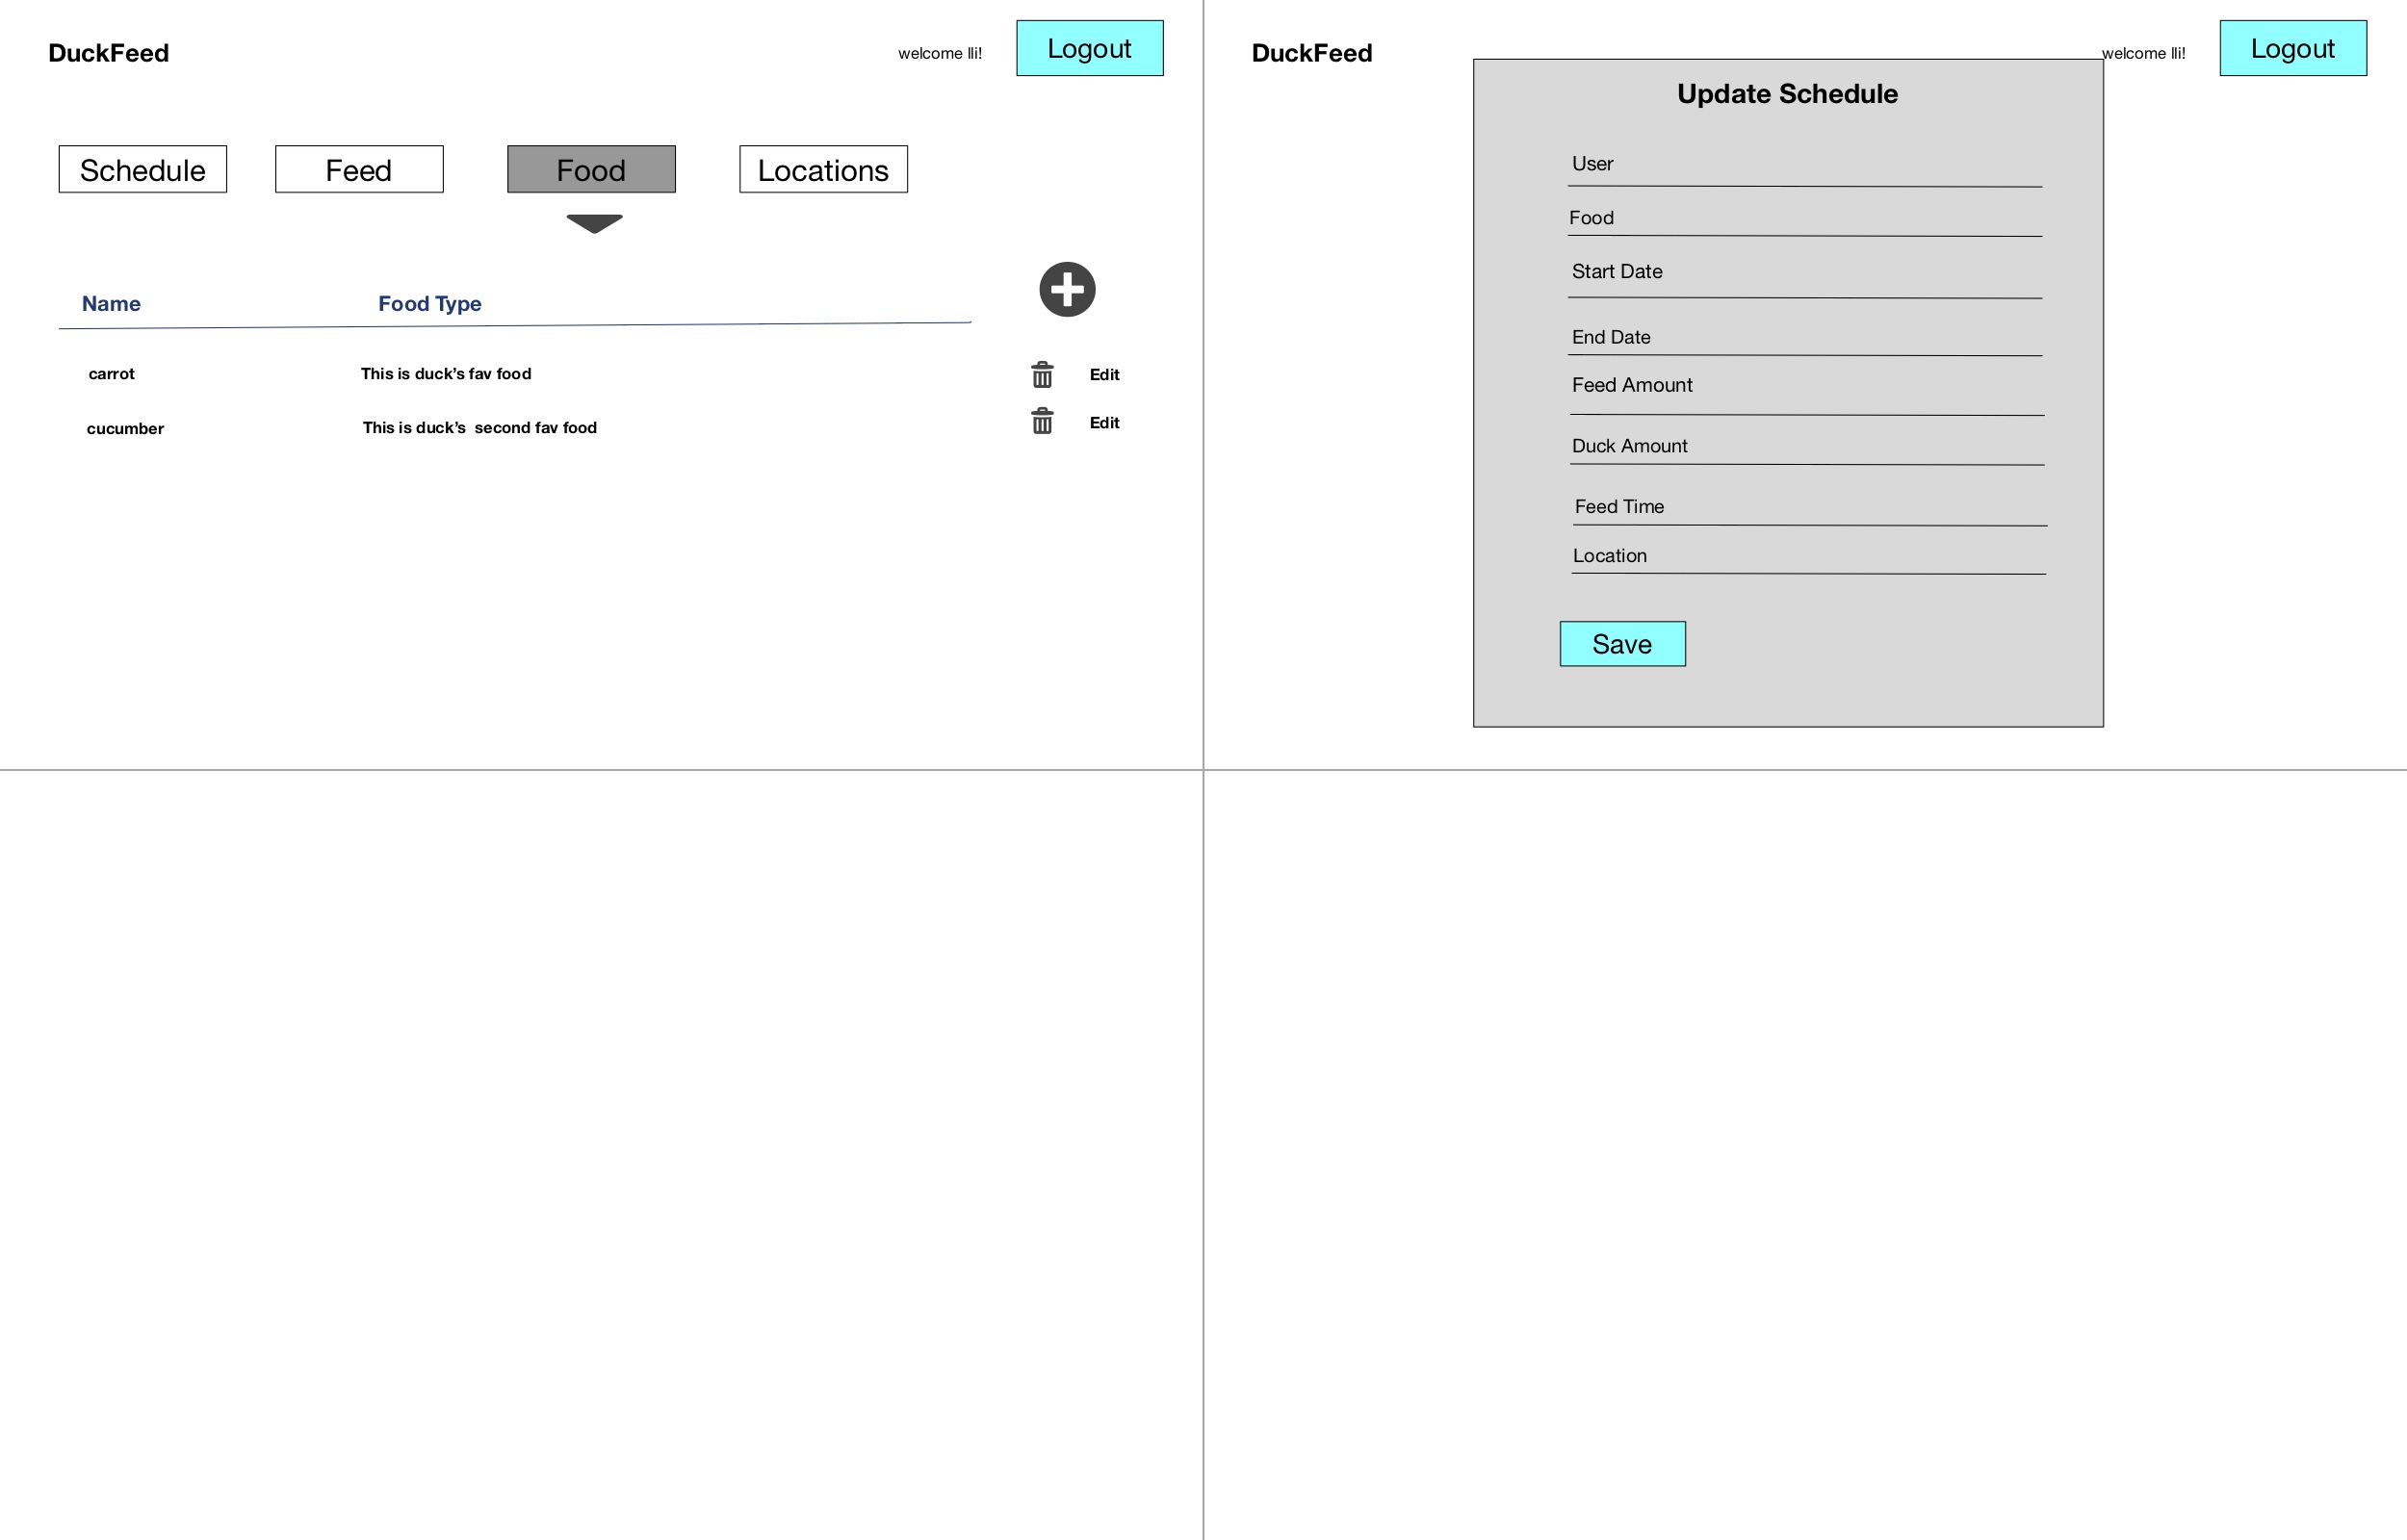 DuckFeed
welcome lli!
Logout
Schedule
Feed
Food
Locations
Name
Food Type
carrot
This is duck’s fav food
Edit
cucumber
This is duck’s  second fav food
Edit
DuckFeed
welcome lli!
Logout
Update Schedule
User
Food
Start Date
End Date
Feed Amount
Duck Amount
Feed Time
Location
Save